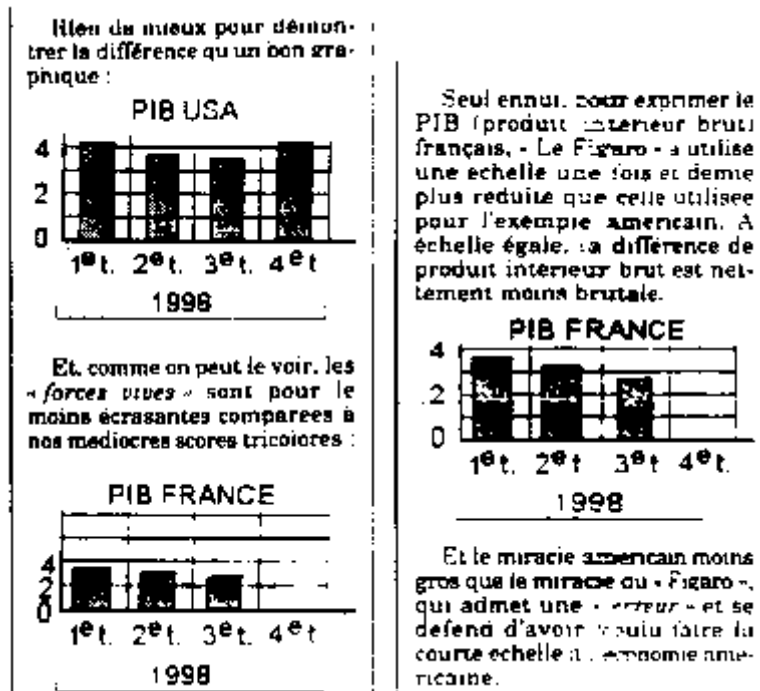 Rien de mieux pour démon-
trer la différence qu'un bon gra-
phique :
PIB USA
4
2
0
1e t. 2e t. 3e t. 4e t
1998
Et, comme on peut le voir, les
« forces vives » sont pour le
moins écrasantes comparées à
nos médiocres scores tricolores :
PIB FRANCE
4
2
0
1e t. 2e t. 3e t. 4e t
1998
Seul ennui, pour exprimer le
PIB (produit intérieur brut)
français, « Le Figaro » a utilisé
une échelle une fois et demie
plus réduite que celle utilisée
pour l'exemple américain. A
échelle égale, la différence de
produit intérieur brut est net-
tement moins brutale.
PIB FRANCE
4
2
0
1e t. 2e t 3e t 4e t.
1998
Et le miracle américain moins
gros que le miracle du « Figaro »,
qui admet une « erreur » et se
défend d'avoir voulu faire la
courte échelle à l'économie amé-
ricaine.